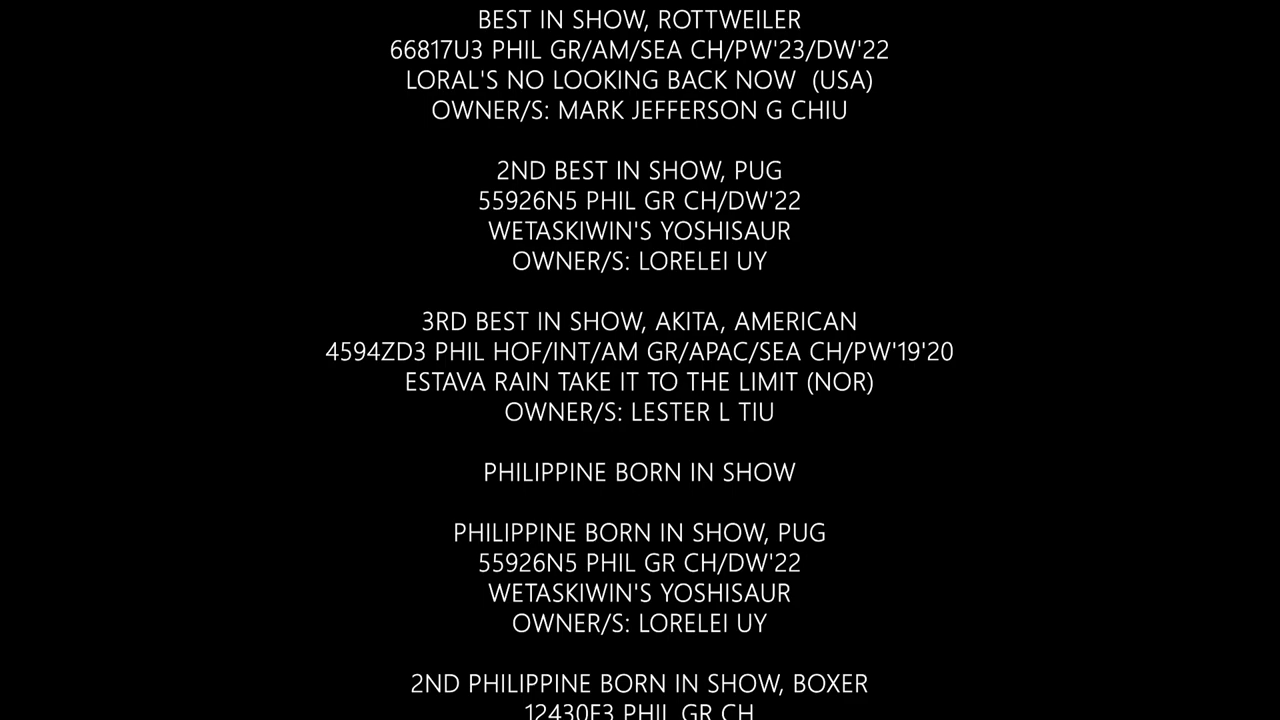 BEST IN SHOW, ROTTWEILER
66817U3 PHIL GR/AM/SEA CH/PW'23/DW'22
LORAL'S NO LOOKING BACK NOW (USA)
OWNER/S: MARK JEFFERSON G CHIU
2ND BEST IN SHOW, PUG
55926N5 PHIL GR CH/DW'22
WETASKIWIN'S YOSHISAUR
OWNER/S: LORELEI UY
3RD BEST IN SHOW, AKITA, AMERICAN
4594ZD3 PHIL HOF/INT/AM GR/APAC/SEA CH/PW'19'20
ESTAVA RAIN TAKE IT TO THE LIMIT (NOR)
OWNER/S: LESTER L TIU
PHILIPPINE BORN IN SHOW
PHILIPPINE BORN IN SHOW, PUG
55926N5 PHIL GR CH/DW'22
WETASKIWIN'S YOSHISAUR
OWNER/S: LORELEI UY
2ND PHILIPPINE BORN IN SHOW, BOXER
PHIL GR CH